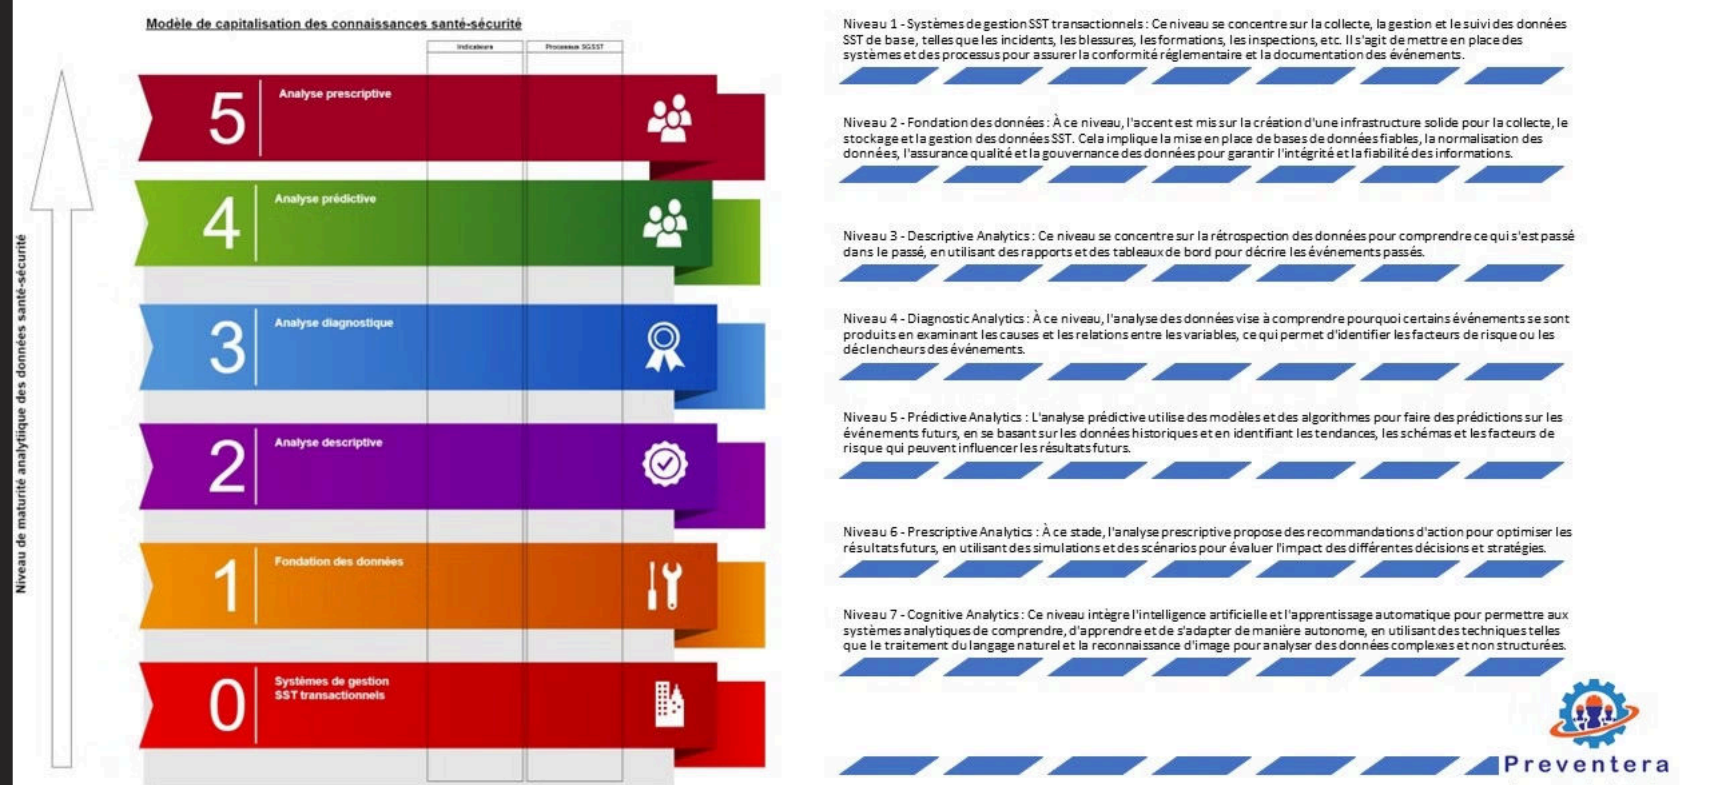 Modèle de capitalisation des connaissances santé-sécurité
Indicateurs
Processus SGSST
Niveau de maturité analytiique des données santé-sécurité
5
Analyse prescriptive
4
Analyse prédictive
3
Analyse diagnostique
2
Analyse descriptive
1
Fondation des données
0
Systèmes de gestion
SST transactionnels
Niveau 1 - Systèmes de gestion SST transactionnels : Ce niveau se concentre sur la collecte, la gestion et le suivi des données
SST de base, telles que les incidents, les blessures, les formations, les inspections, etc. Il s'agit de mettre en place des
systèmes et des processus pour assurer la conformité réglementaire et la documentation des événements.
Niveau 2 - Fondation des données : À ce niveau, l'accent est mis sur la création d'une infrastructure solide pour la collecte, le
stockage et la gestion des données SST. Cela implique la mise en place de bases de données fiables, la normalisation des
données, l'assurance qualité et la gouvernance des données pour garantir l'intégrité et la fiabilité des informations.
Niveau 3 - Descriptive Analytics : Ce niveau se concentre sur la rétrospection des données pour comprendre ce qui s'est passé
dans le passé, en utilisant des rapports et des tableaux de bord pour décrire les événements passés.
Niveau 4 - Diagnostic Analytics : À ce niveau, l'analyse des données vise à comprendre pourquoi certains événements se sont
produits en examinant les causes et les relations entre les variables, ce qui permet d'identifier les facteurs de risque ou les
déclencheurs des événements.
Niveau 5 - Prédictive Analytics : L'analyse prédictive utilise des modèles et des algorithmes pour faire des prédictions sur les
événements futurs, en se basant sur les données historiques et en identifiant les tendances, les schémas et les facteurs de
risque qui peuvent influencer les résultats futurs.
Niveau 6 - Prescriptive Analytics : À ce stade, l'analyse prescriptive propose des recommandations d'action pour optimiser les
résultats futurs, en utilisant des simulations et des scénarios pour évaluer l'impact des différentes décisions et stratégies.
Niveau 7 - Cognitive Analytics : Ce niveau intègre l'intelligence artificielle et l'apprentissage automatique pour permettre aux
systèmes analytiques de comprendre, d'apprendre et de s'adapter de manière autonome, en utilisant des techniques telles
que le traitement du langage naturel et la reconnaissance d'image pour analyser des données complexes et non structurées.
Preventera